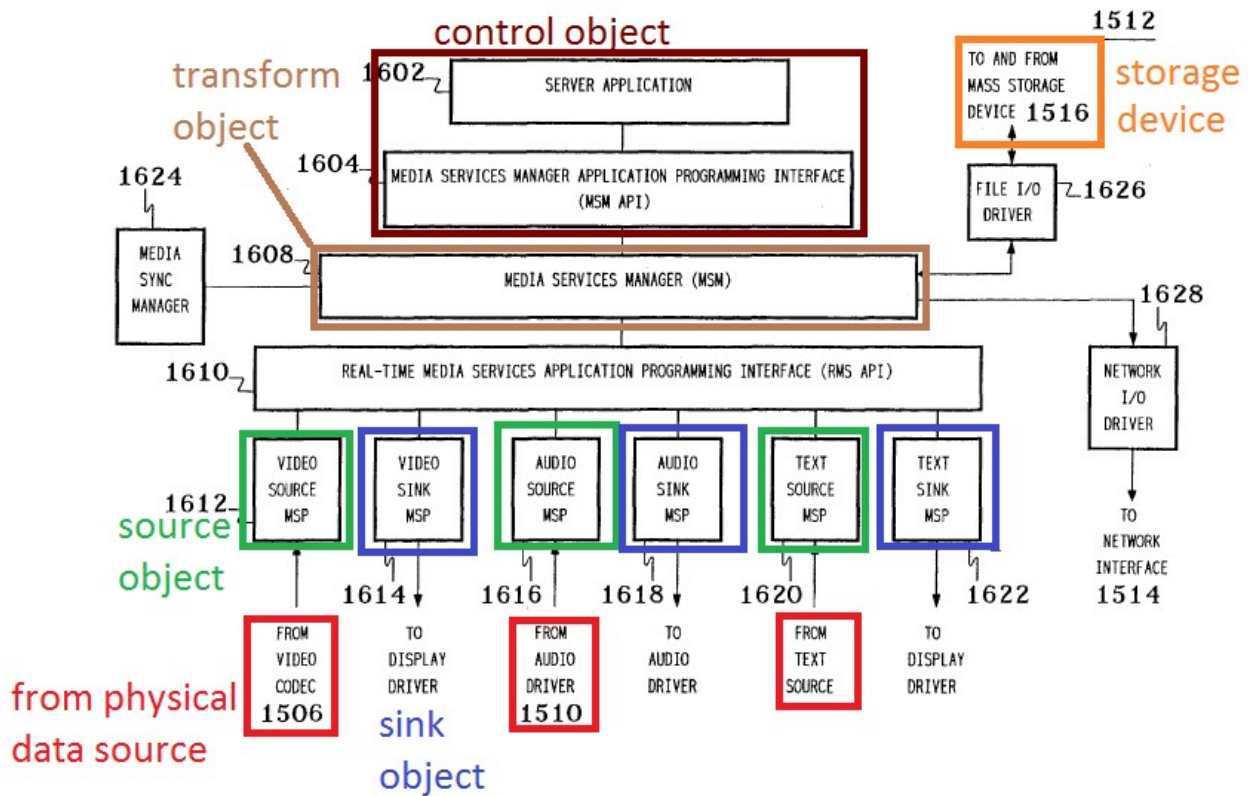 control object
1512
transform
object
1602
SERVER APPLICATION
TO AND FROM
MASS STORAGE
DEVICE 1516
storage
device
1604
MEDIA SERVICES MANAGER APPLICATION PROGRAMMING INTERFACE
(MSM API)
1624
FILE I/O
DRIVER
1626
MEDIA
SYNC
MANAGER
1608
MEDIA SERVICES MANAGER (MSM)
1628
1610
REAL-TIME MEDIA SERVICES APPLICATION PROGRAMMING INTERFACE (RMS API)
NETWORK
I/O
DRIVER
VIDEO
SOURCE
MSP
VIDEO
SINK
MSP
AUDIO
SOURCE
MSP
AUDIO
SINK
MSP
TEXT
SOURCE
MSP
TEXT
SINK
MSP
1612
source
object
TO
NETWORK
INTERFACE
1514
1614
1616
1618
1620
1622
FROM
VIDEO
CODEC
1506
TO
DISPLAY
DRIVER
FROM
AUDIO
DRIVER
1510
TO
AUDIO
DRIVER
FROM
TEXT
SOURCE
TO
DISPLAY
DRIVER
from physical
data source
sink
object